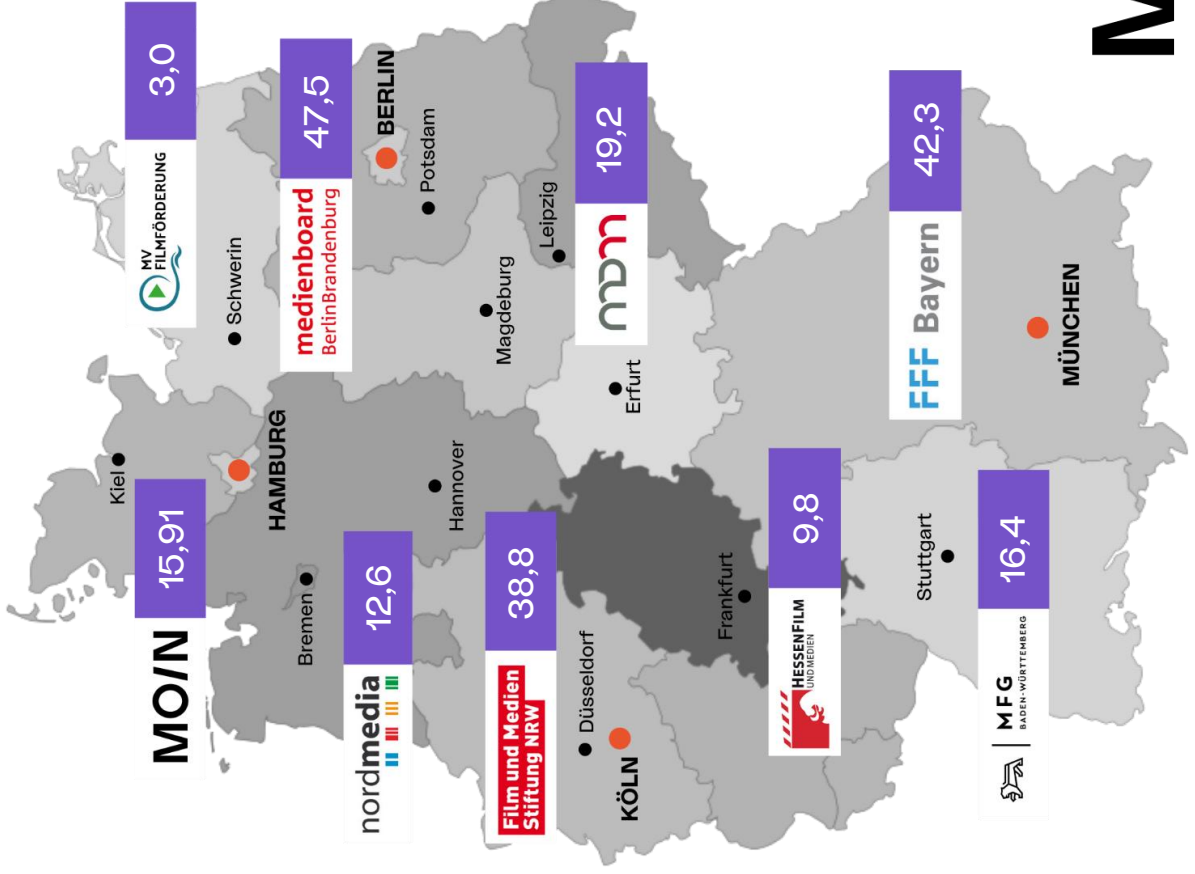 Kiel
MO/N
15,91
HAMBURG
MV
FILMFÖRDERUNG
3,0
Schwerin
Bremen
nordmedia
12,6
Hannover
medienboard
BerlinBrandenburg
47,5
BERLIN
Potsdam
Magdeburg
Film und Medien
Stiftung NRW
38,8
Düsseldorf
KÖLN
Leipzig
mdm
19,2
Erfurt
Frankfurt
HESSENFILM
UND MEDIEN
9,8
FFF Bayern
42,3
Stuttgart
MFG
BADEN-WÜRTTEMBERG
16,4
MÜNCHEN
M